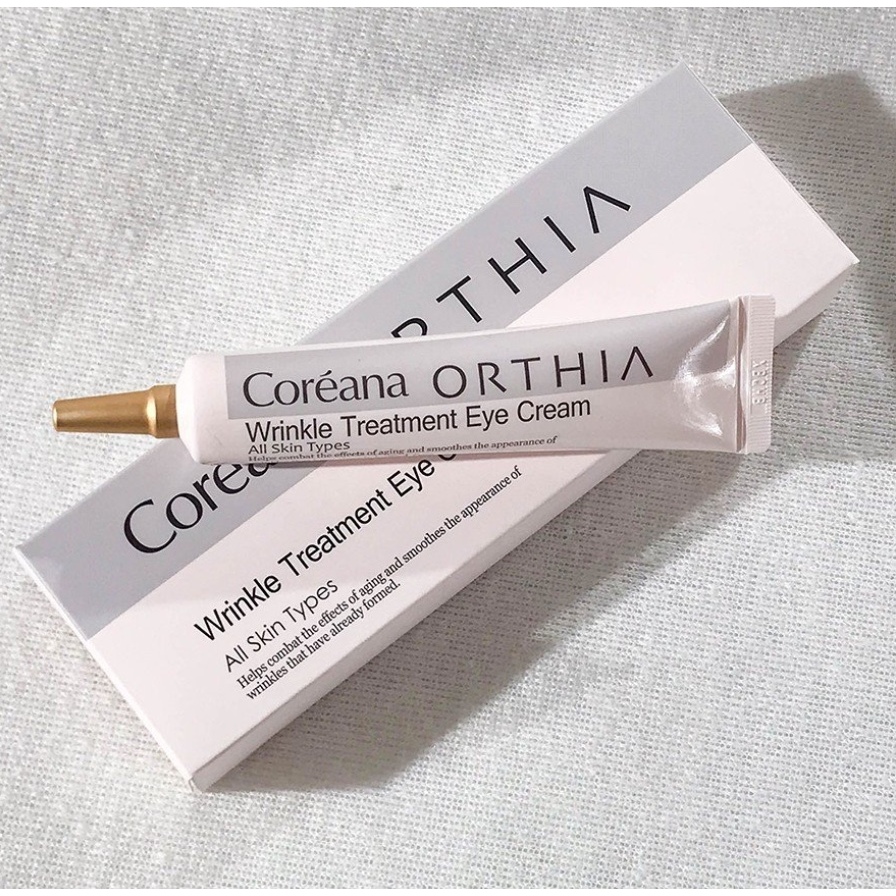 Coréana ORTHIA
Wrinkle Treatment Eye Cream
All Skin Types
Helps combat the effects of aging and smoothes the appearance of
Corea RTHIA
Wrinkle Treatment Eye
All Skin Types
Helps combat the effects of aging and smoothes the appearance of
wrinkles that have already formed.